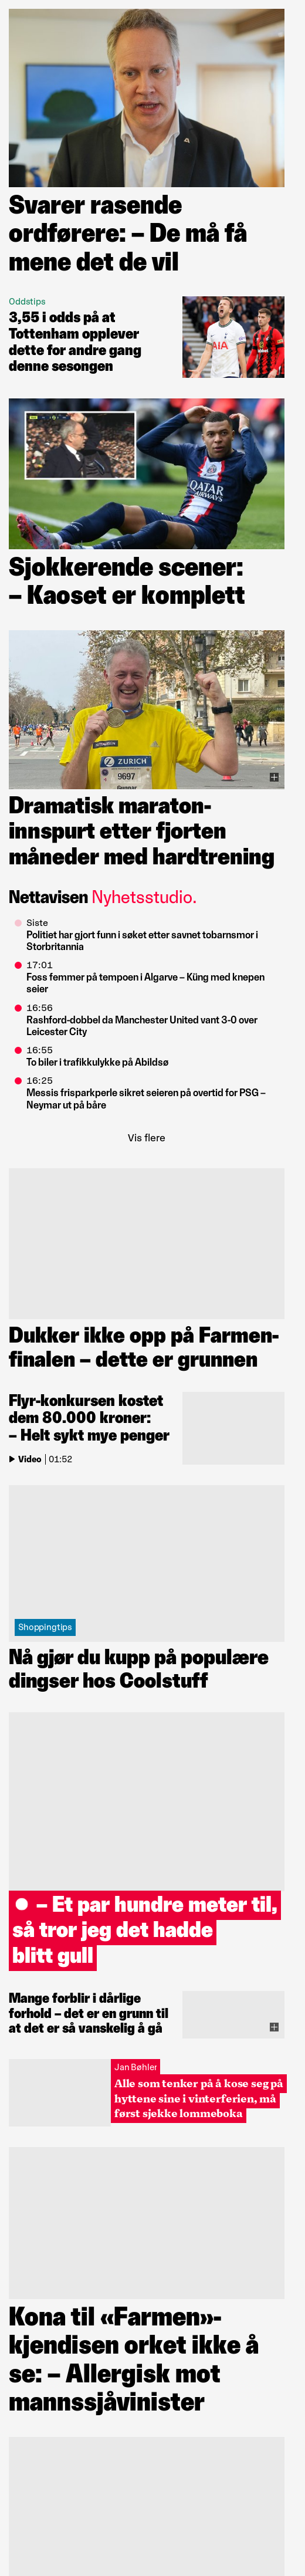 Svarer rasende
ordførere: – De må få
mene det de vil
Oddstips
3,55 i odds på at
Tottenham opplever
dette for andre gang
denne sesongen
AIA
QATAR
AIRWAYS
Sjokkerende scener:
– Kaoset er komplett
ZURICH
9697
Gunnar
Dramatisk maraton-
innspurt etter fjorten
måneder med hardtrening
Nettavisen Nyhetsstudio.
Siste
Politiet har gjort funn i søket etter savnet tobarnsmor i
Storbritannia
17:01
Foss femmer på tempoen i Algarve – Küng med knepen
seier
16:56
Rashford-dobbel da Manchester United vant 3-0 over
Leicester City
16:55
To biler i trafikkulykke på Abildsø
16:25
Messis frisparkperle sikret seieren på overtid for PSG –
Neymar ut på båre
Vis flere
Dukker ikke opp på Farmen-
finalen – dette er grunnen
Flyr-konkursen kostet
dem 80.000 kroner:
– Helt sykt mye penger
Video 01:52
Shoppingtips
Nå gjør du kupp på populære
dingser hos Coolstuff
– Et par hundre meter til,
så tror jeg det hadde
blitt gull
Mange forblir i dårlige
forhold – det er en grunn til
at det er så vanskelig å gå
Jan Bøhler
Alle som tenker på å kose seg på
hyttene sine i vinterferien, må
først sjekke lommeboka
Kona til «Farmen»-
kjendisen orket ikke å
se: – Allergisk mot
mannssjåvinister